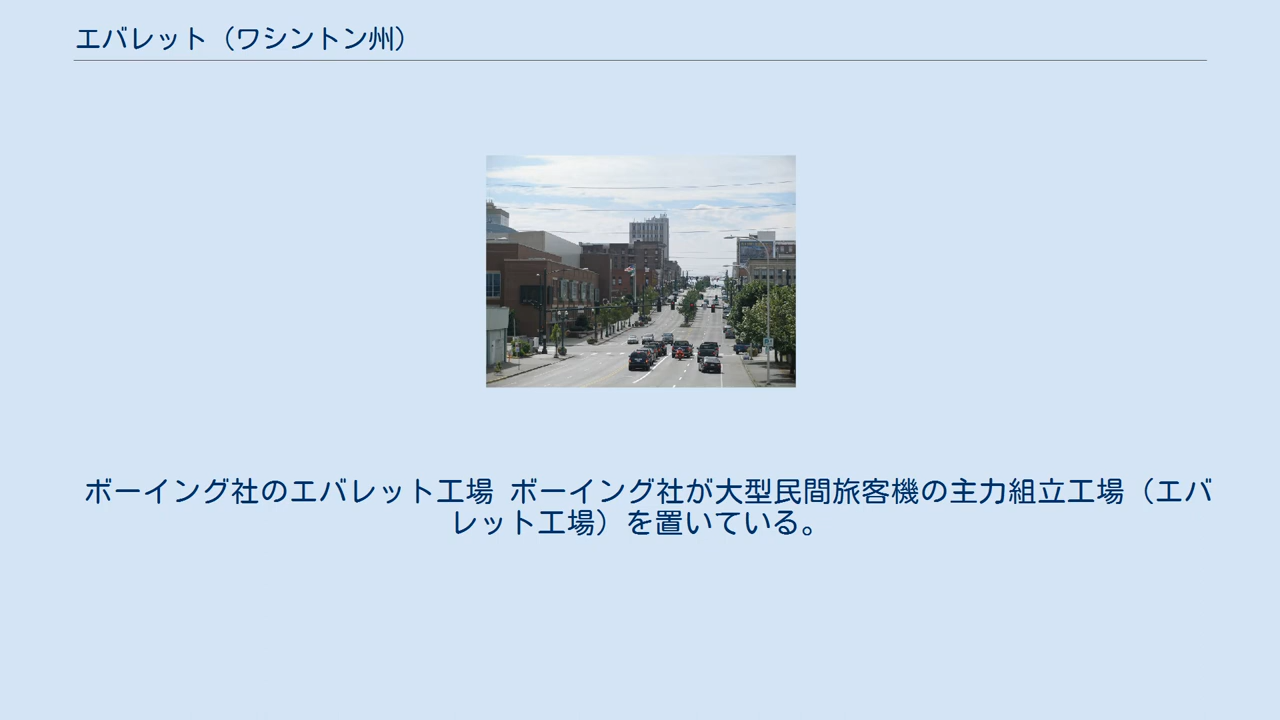 エバレット（ワシントン州）
ボーイング社のエバレット工場 ボーイング社が大型民間旅客機の主力組立工場（エバ
レット工場）を置いている。